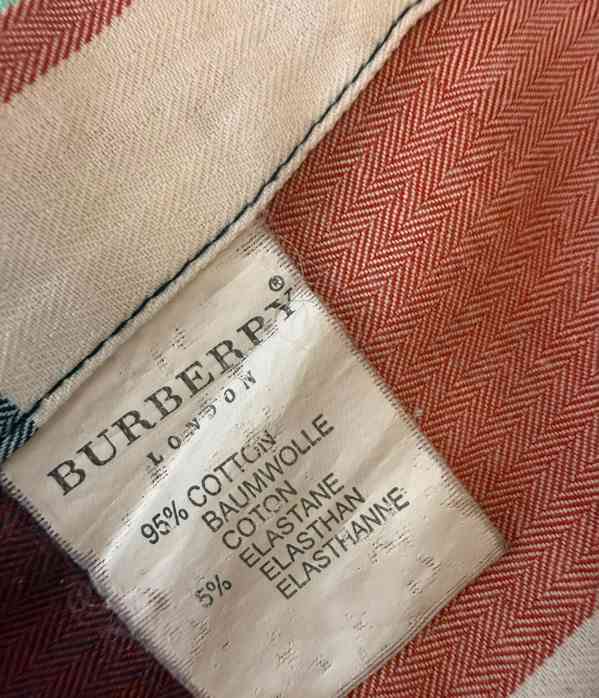 BURBERRY®
LONDON
95% COTTON
BAUMWOLLE
COTON
5% ELASTANE
ELASTHAN
ELASTHANNE